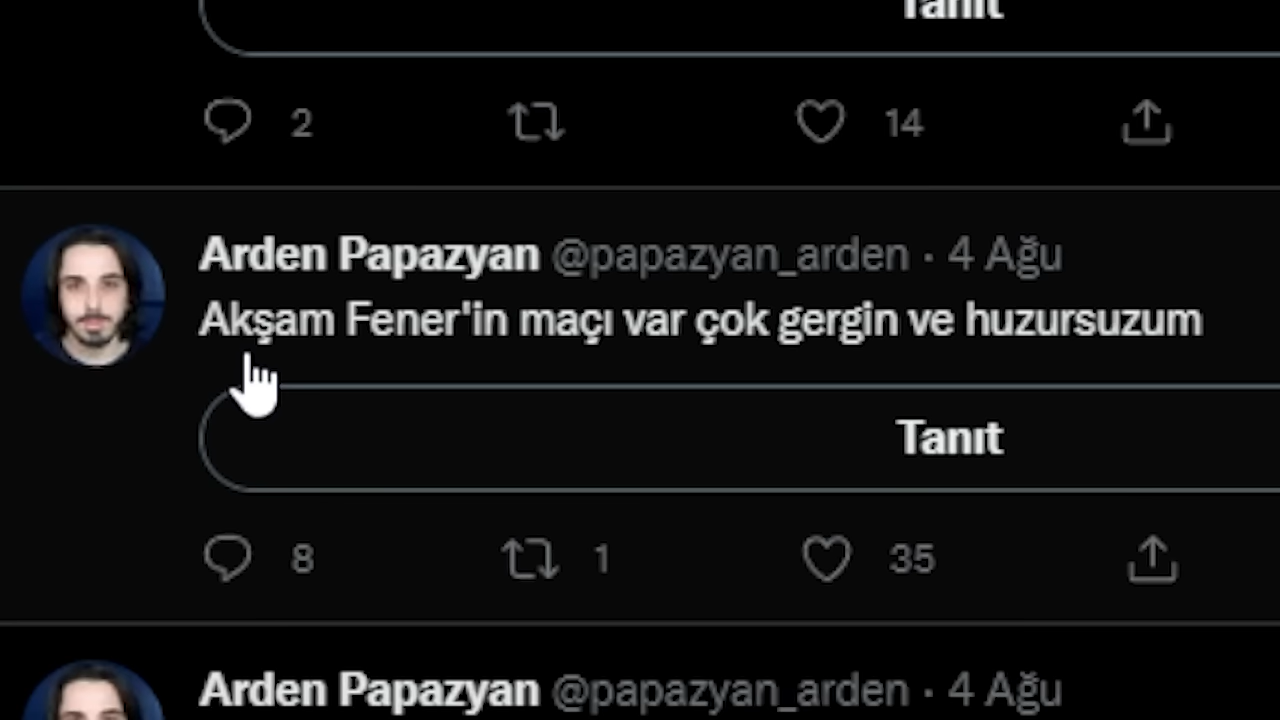 Tanıt
2 14
Arden Papazyan @papazyan_arden · 4 Ağu
Akşam Fener'in maçı var çok gergin ve huzursuzum
Tanıt
8 1 35
Arden Papazyan @papazyan_arden · 4 Ağu